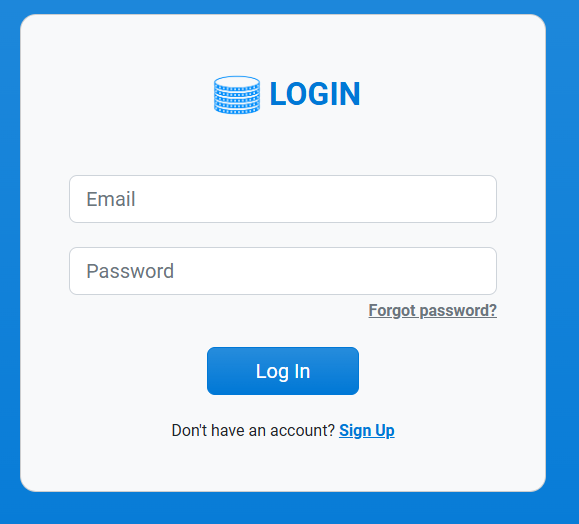 LOGIN
Email
Password
Forgot password?
Log In
Don't have an account? Sign Up